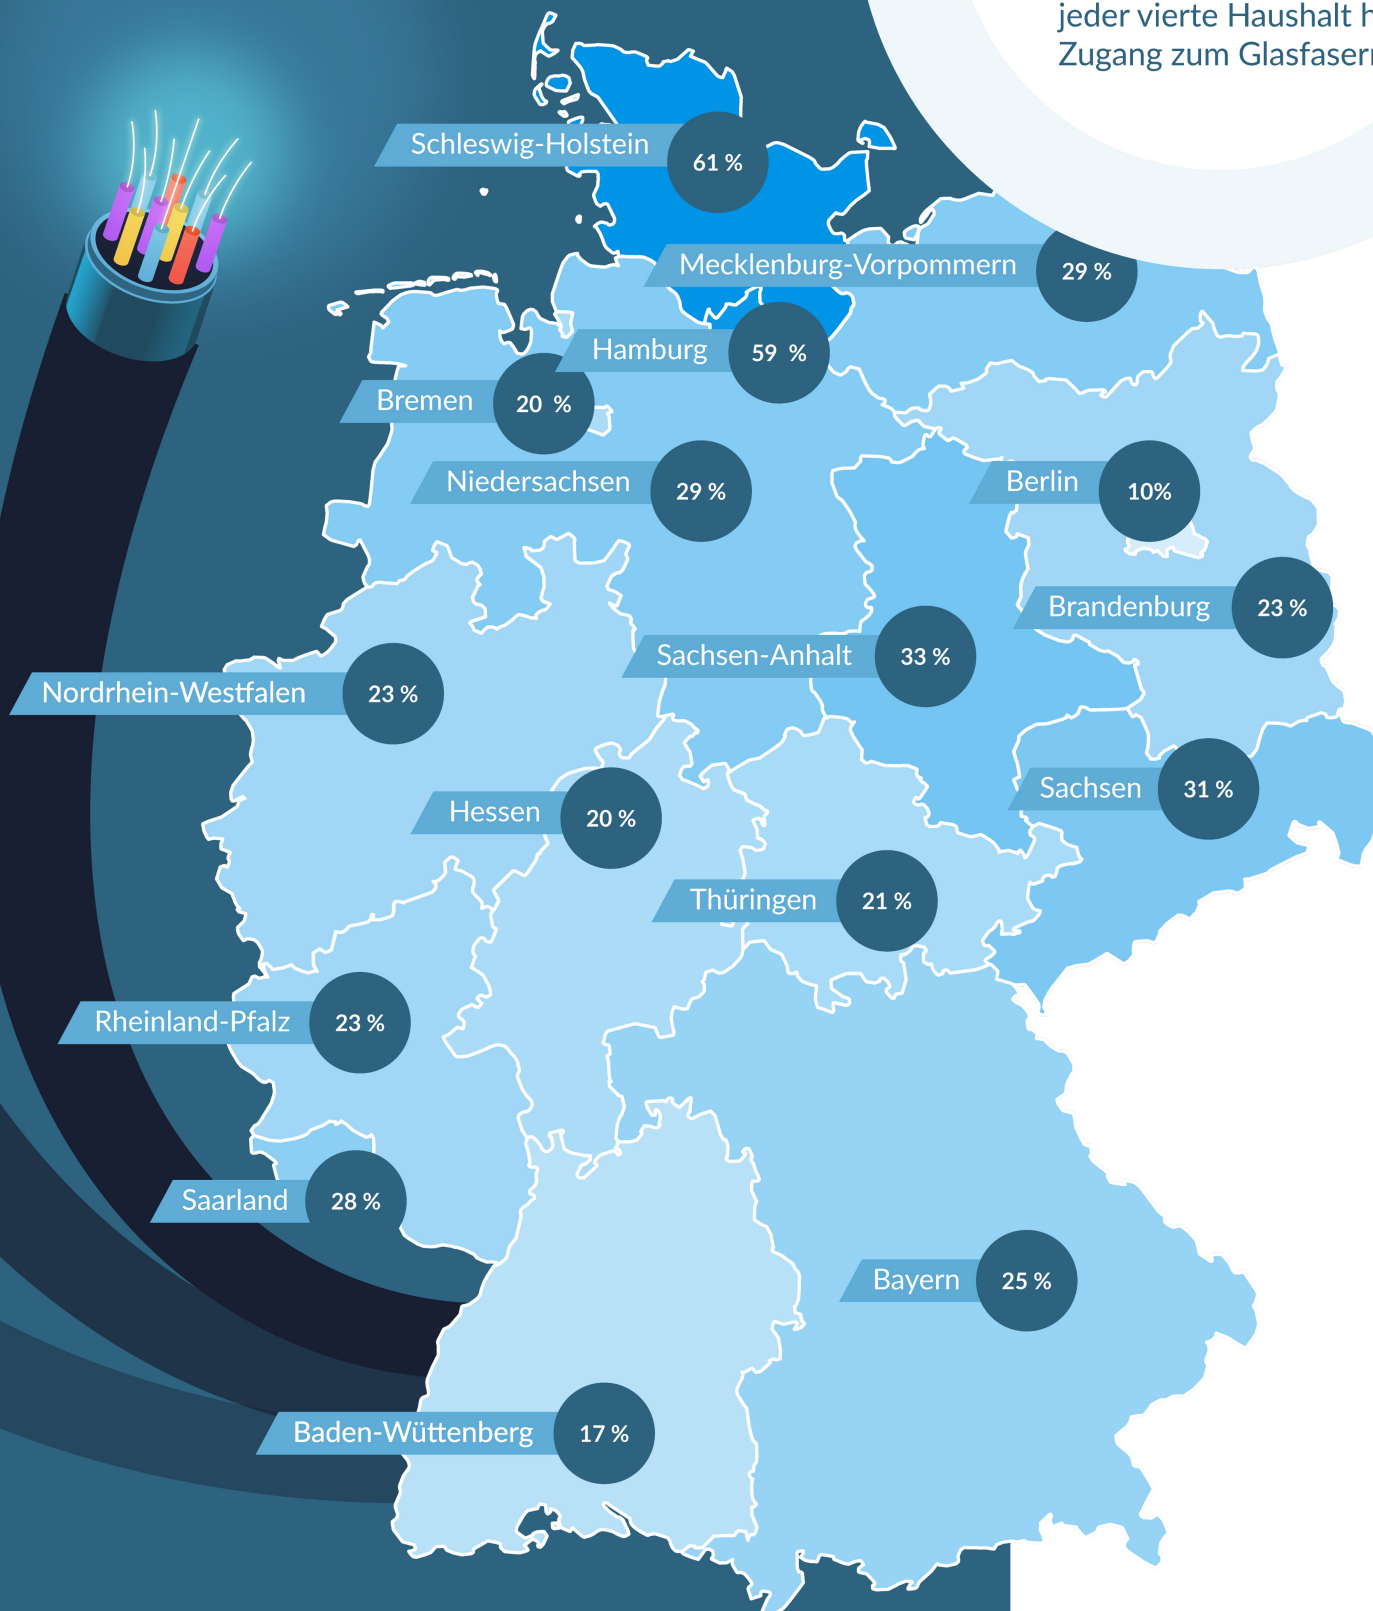 jeder vierte Haushalt
Zugang zum
Schleswig-Holstein
61 %
Mecklenburg-Vorpommern
29 %
Hamburg
59 %
Bremen
20 %
Niedersachsen
29 %
Berlin
10%
Brandenburg
23 %
Sachsen-Anhalt
33 %
Nordrhein-Westfalen
23 %
Sachsen
31 %
Hessen
20 %
Thüringen
21 %
Rheinland-Pfalz
23 %
Saarland
28 %
Bayern
25 %
Baden-Wüttenberg
17 %